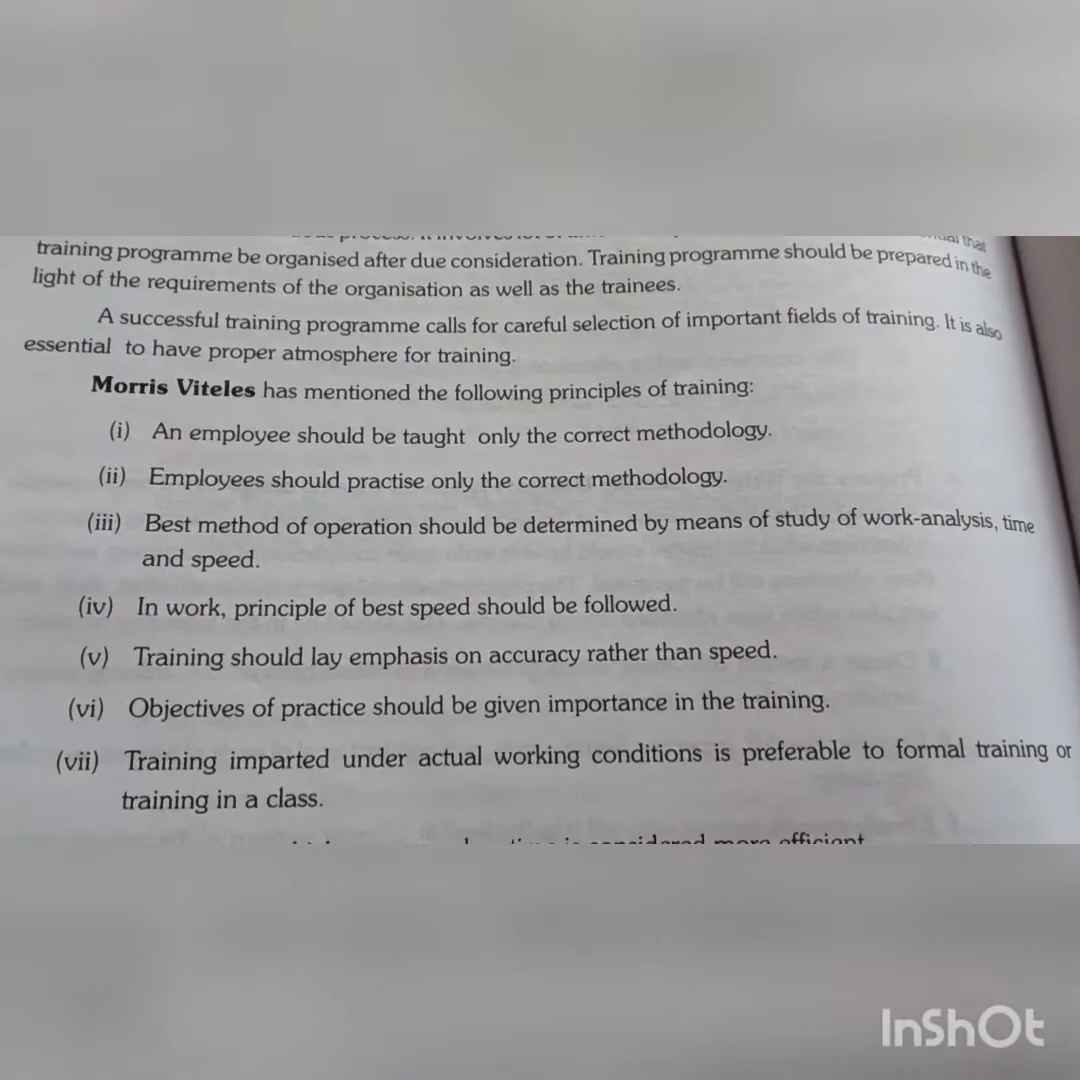 training programme be organised after due consideration. Training programme should be prepared in the
light of the requirements of the organisation as well as the trainees.
A successful training programme calls for careful selection of important fields of training. It is also
essential to have proper atmosphere for training.
Morris Viteles has mentioned the following principles of training:
(i) An employee should be taught only the correct methodology.
(ii) Employees should practise only the correct methodology.
(iii) Best method of operation should be determined by means of study of work-analysis, time
and speed.
(iv) In work, principle of best speed should be followed.
(v) Training should lay emphasis on accuracy rather than speed.
(vi) Objectives of practice should be given importance in the training.
(vii) Training imparted under actual working conditions is preferable to formal training or
training in a class.
is considered more efficient
InShOt